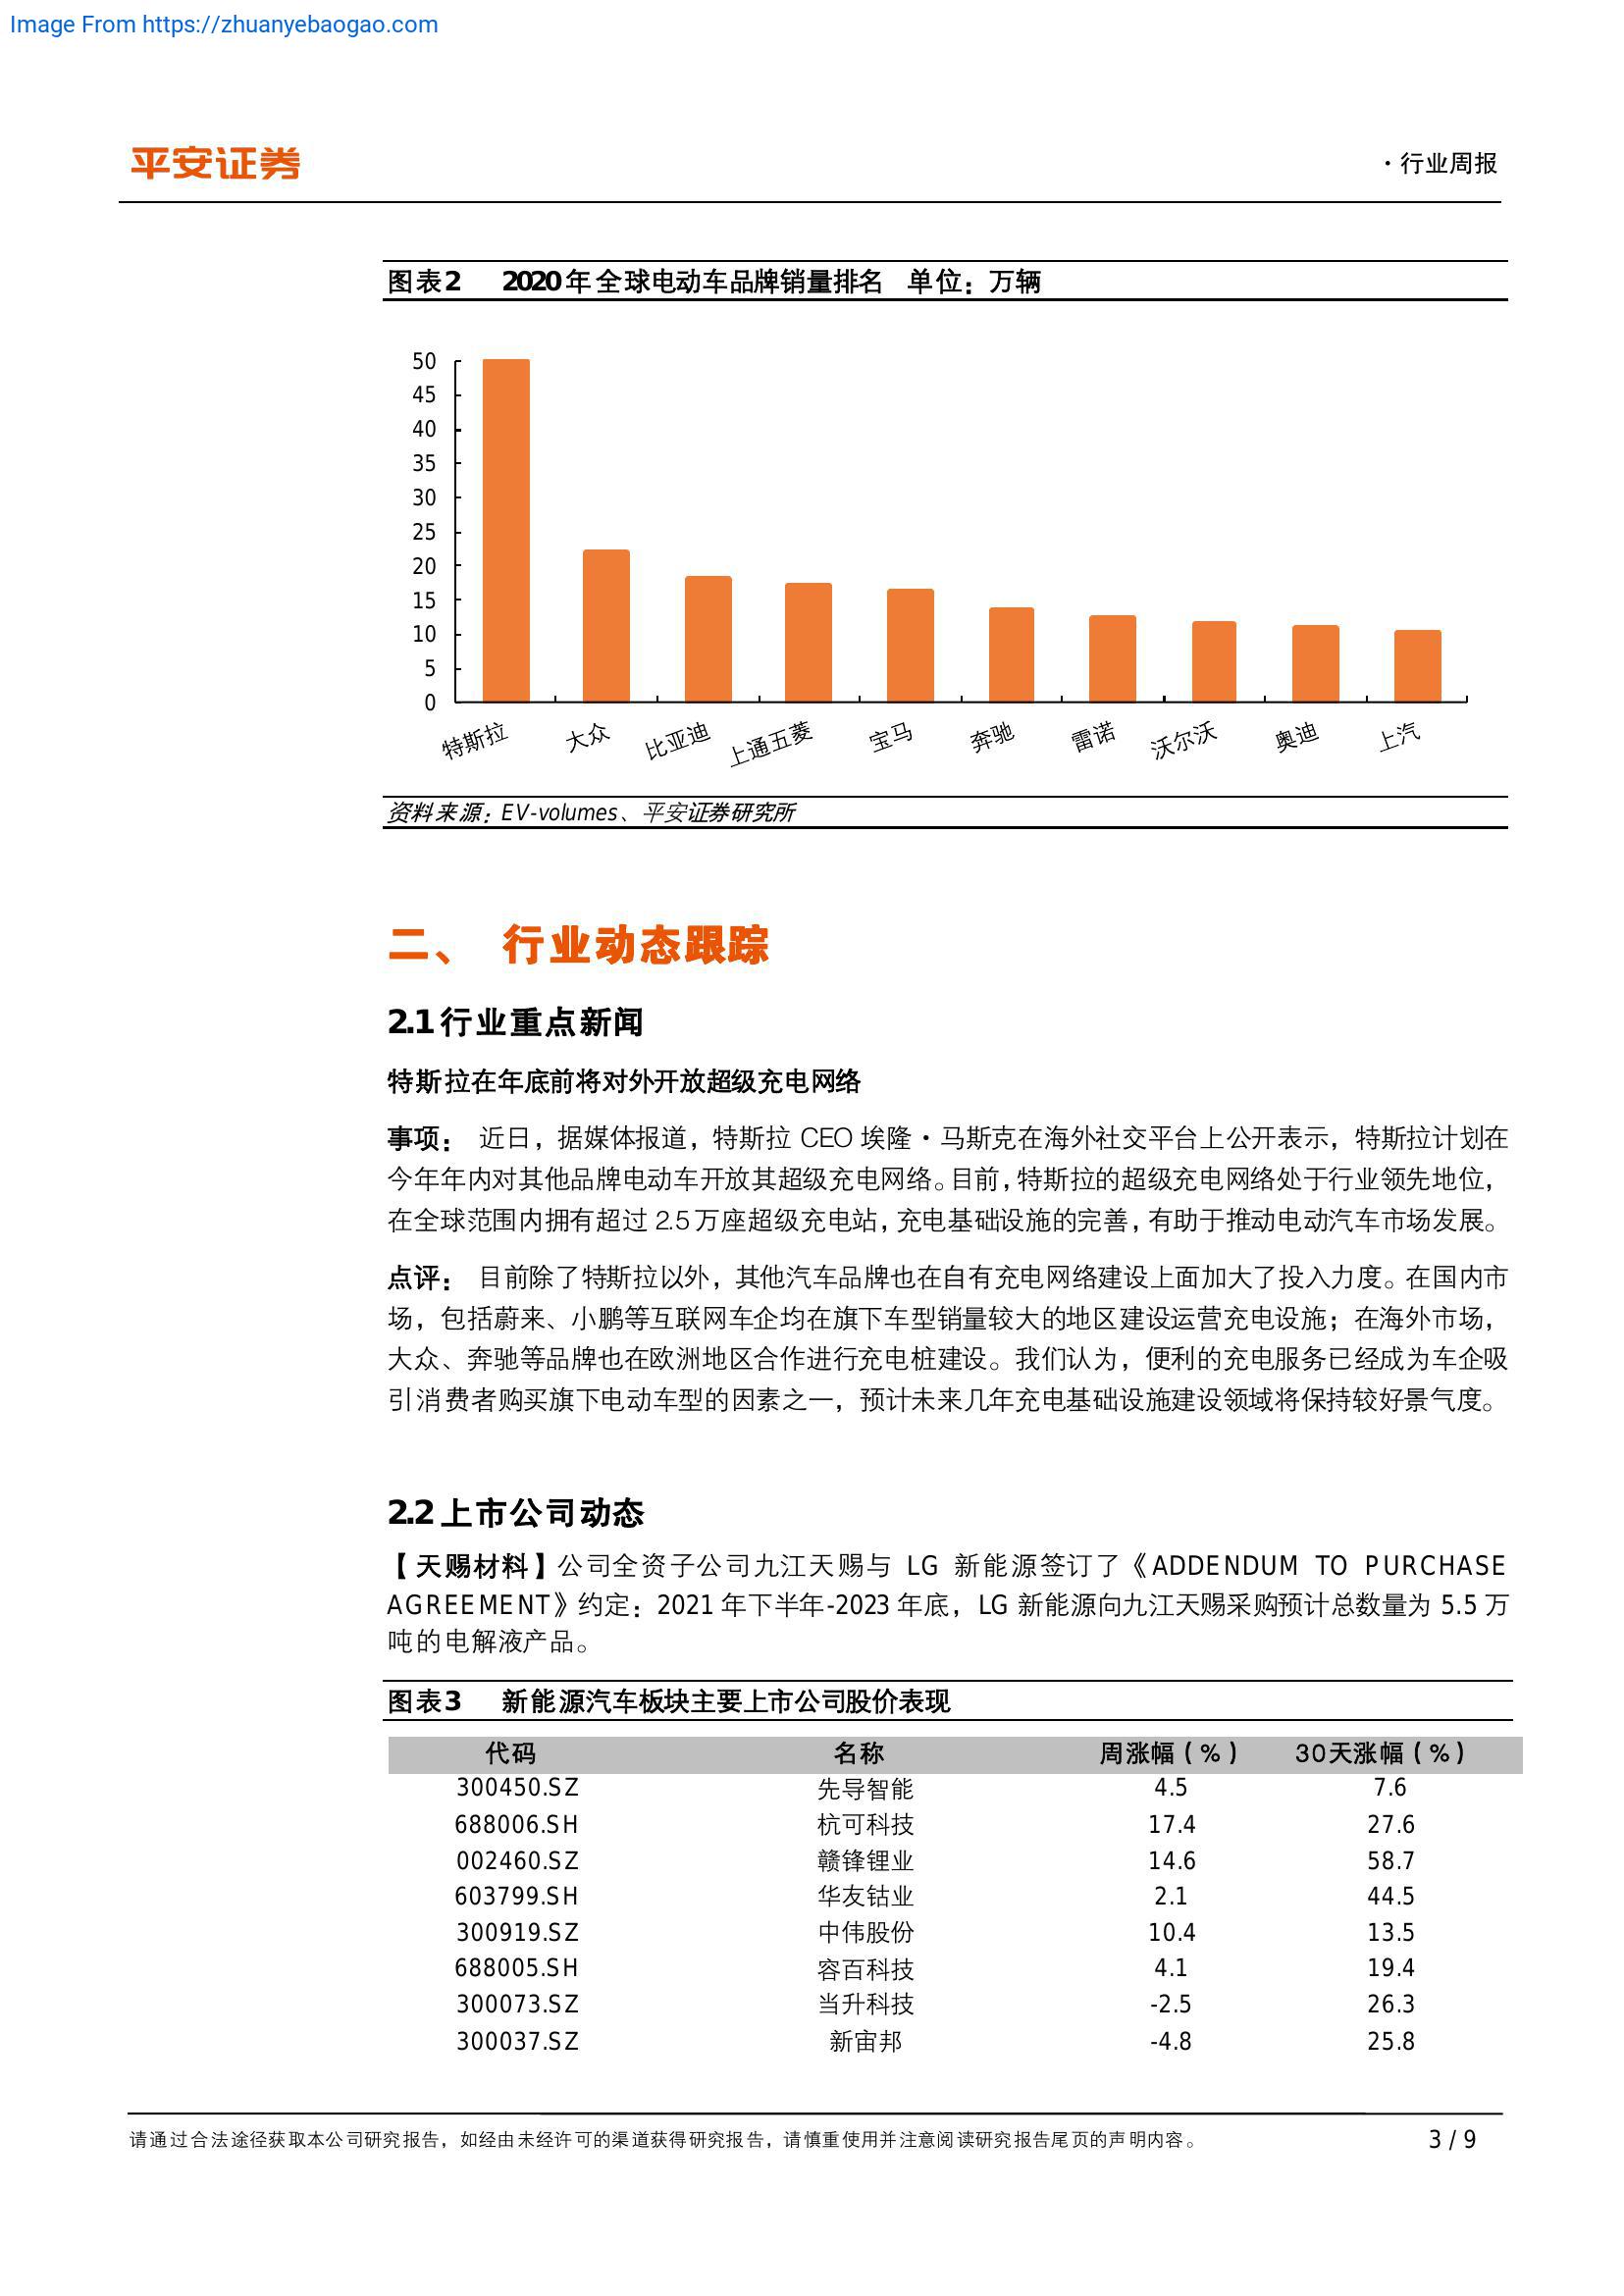 Image From https://zhuanyebaogao.com
平安证券
·行业周报
图表2 2020年全球电动车品牌销量排名 单位：万辆
50
45
40
35
30
25
20
15
10
5
0
特斯拉 大众 比亚迪 上通五菱 宝马 奔驰 雷诺 沃尔沃 奥迪 上汽
资料来源：EV-volumes、平安证券研究所
二、 行业动态跟踪
2.1行业重点新闻
特斯拉在年底前将对外开放超级充电网络
事项： 近日，据媒体报道，特斯拉 CEO 埃隆·马斯克在海外社交平台上公开表示，特斯拉计划在
今年年内对其他品牌电动车开放其超级充电网络。目前，特斯拉的超级充电网络处于行业领先地位，
在全球范围内拥有超过 2.5 万座超级充电站，充电基础设施的完善，有助于推动电动汽车市场发展。
点评： 目前除了特斯拉以外，其他汽车品牌也在自有充电网络建设上面加大了投入力度。在国内市
场，包括蔚来、小鹏等互联网车企均在旗下车型销量较大的地区建设运营充电设施；在海外市场，
大众、奔驰等品牌也在欧洲地区合作进行充电桩建设。我们认为，便利的充电服务已经成为车企吸
引消费者购买旗下电动车型的因素之一，预计未来几年充电基础设施建设领域将保持较好景气度。
2.2上市公司动态
【天赐材料】公司全资子公司九江天赐与 LG 新能源签订了《ADDENDUM TO PURCHASE
AGREEMENT》约定：2021 年下半年-2023 年底，LG 新能源向九江天赐采购预计总数量为 5.5 万
吨的电解液产品。
图表3 新能源汽车板块主要上市公司股价表现
代码 名称 周涨幅（%） 30天涨幅（%）
300450.SZ 先导智能 4.5 7.6
688006.SH 杭可科技 17.4 27.6
002460.SZ 赣锋锂业 14.6 58.7
603799.SH 华友钴业 2.1 44.5
300919.SZ 中伟股份 10.4 13.5
688005.SH 容百科技 4.1 19.4
300073.SZ 当升科技 -2.5 26.3
300037.SZ 新宙邦 -4.8 25.8
请通过合法途径获取本公司研究报告，如经由未经许可的渠道获得研究报告，请慎重使用并注意阅读研究报告尾页的声明内容。 3 / 9